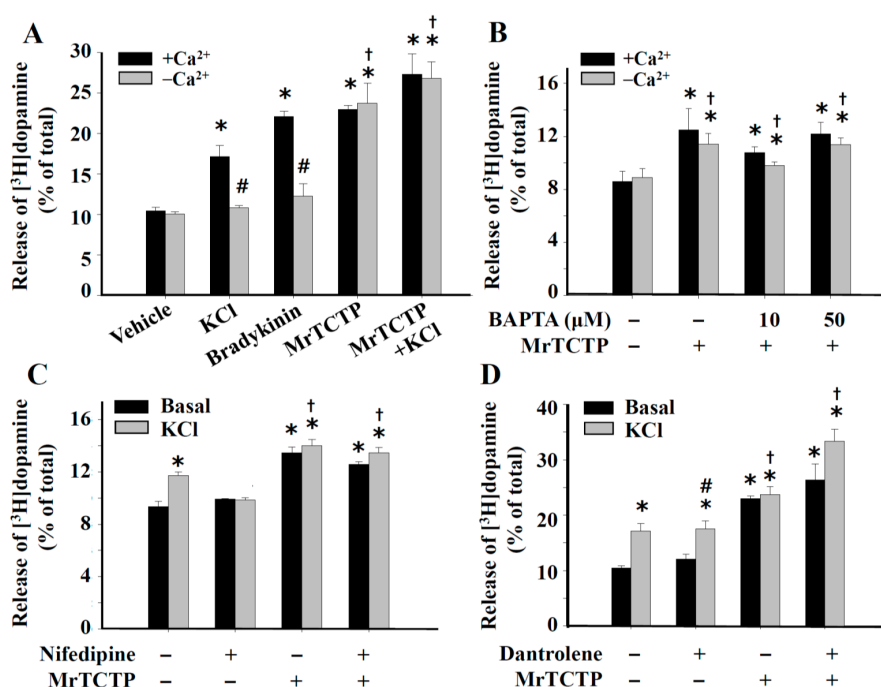 A
+Ca²⁺
−Ca²⁺
Release of [³H]dopamine
(% of total)
30
25
20
15
10
5
0
*
#
*
#
*
†
*
*
†
*
Vehicle
KCl
Bradykinin
MrTCTP
MrTCTP
+KCl
B
+Ca²⁺
−Ca²⁺
Release of [³H]dopamine
(% of total)
16
12
8
4
0
*
†
*
*
†
*
*
†
*
BAPTA (μM) − − 10 50
MrTCTP − + + +
C
Basal
KCl
Release of [³H]dopamine
(% of total)
16
12
8
4
0
*
*
†
*
*
†
*
Nifedipine − + − +
MrTCTP − − + +
D
Basal
KCl
Release of [³H]dopamine
(% of total)
40
30
20
10
0
*
#
*
*
†
*
*
†
*
Dantrolene − + − +
MrTCTP − − + +